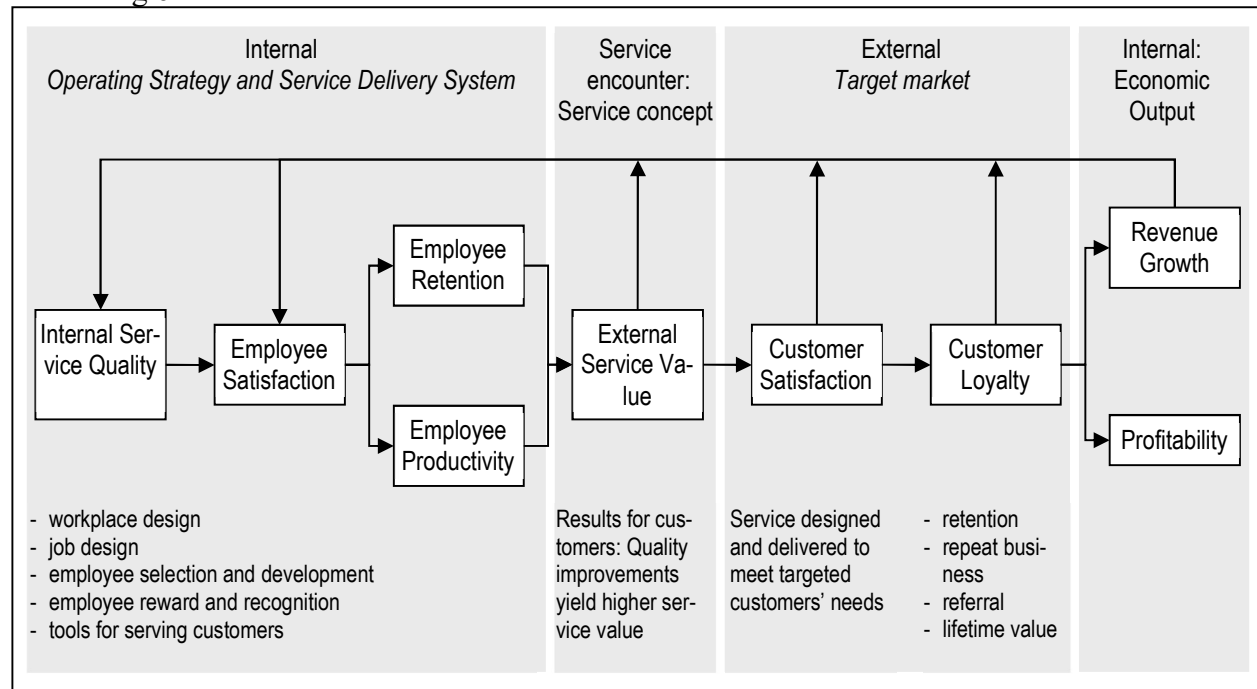 Internal
Operating Strategy and Service Delivery System
Service
encounter:
Service concept
External
Target market
Internal:
Economic
Output
Internal Ser-
vice Quality
Employee
Satisfaction
Employee
Retention
Employee
Productivity
External
Service Va-
lue
Customer
Satisfaction
Customer
Loyalty
Revenue
Growth
Profitability
- workplace design
- job design
- employee selection and development
- employee reward and recognition
- tools for serving customers
Results for cus-
tomers: Quality
improvements
yield higher ser-
vice value
Service designed
and delivered to
meet targeted
customers' needs
- retention
- repeat busi-
ness
- referral
- lifetime value